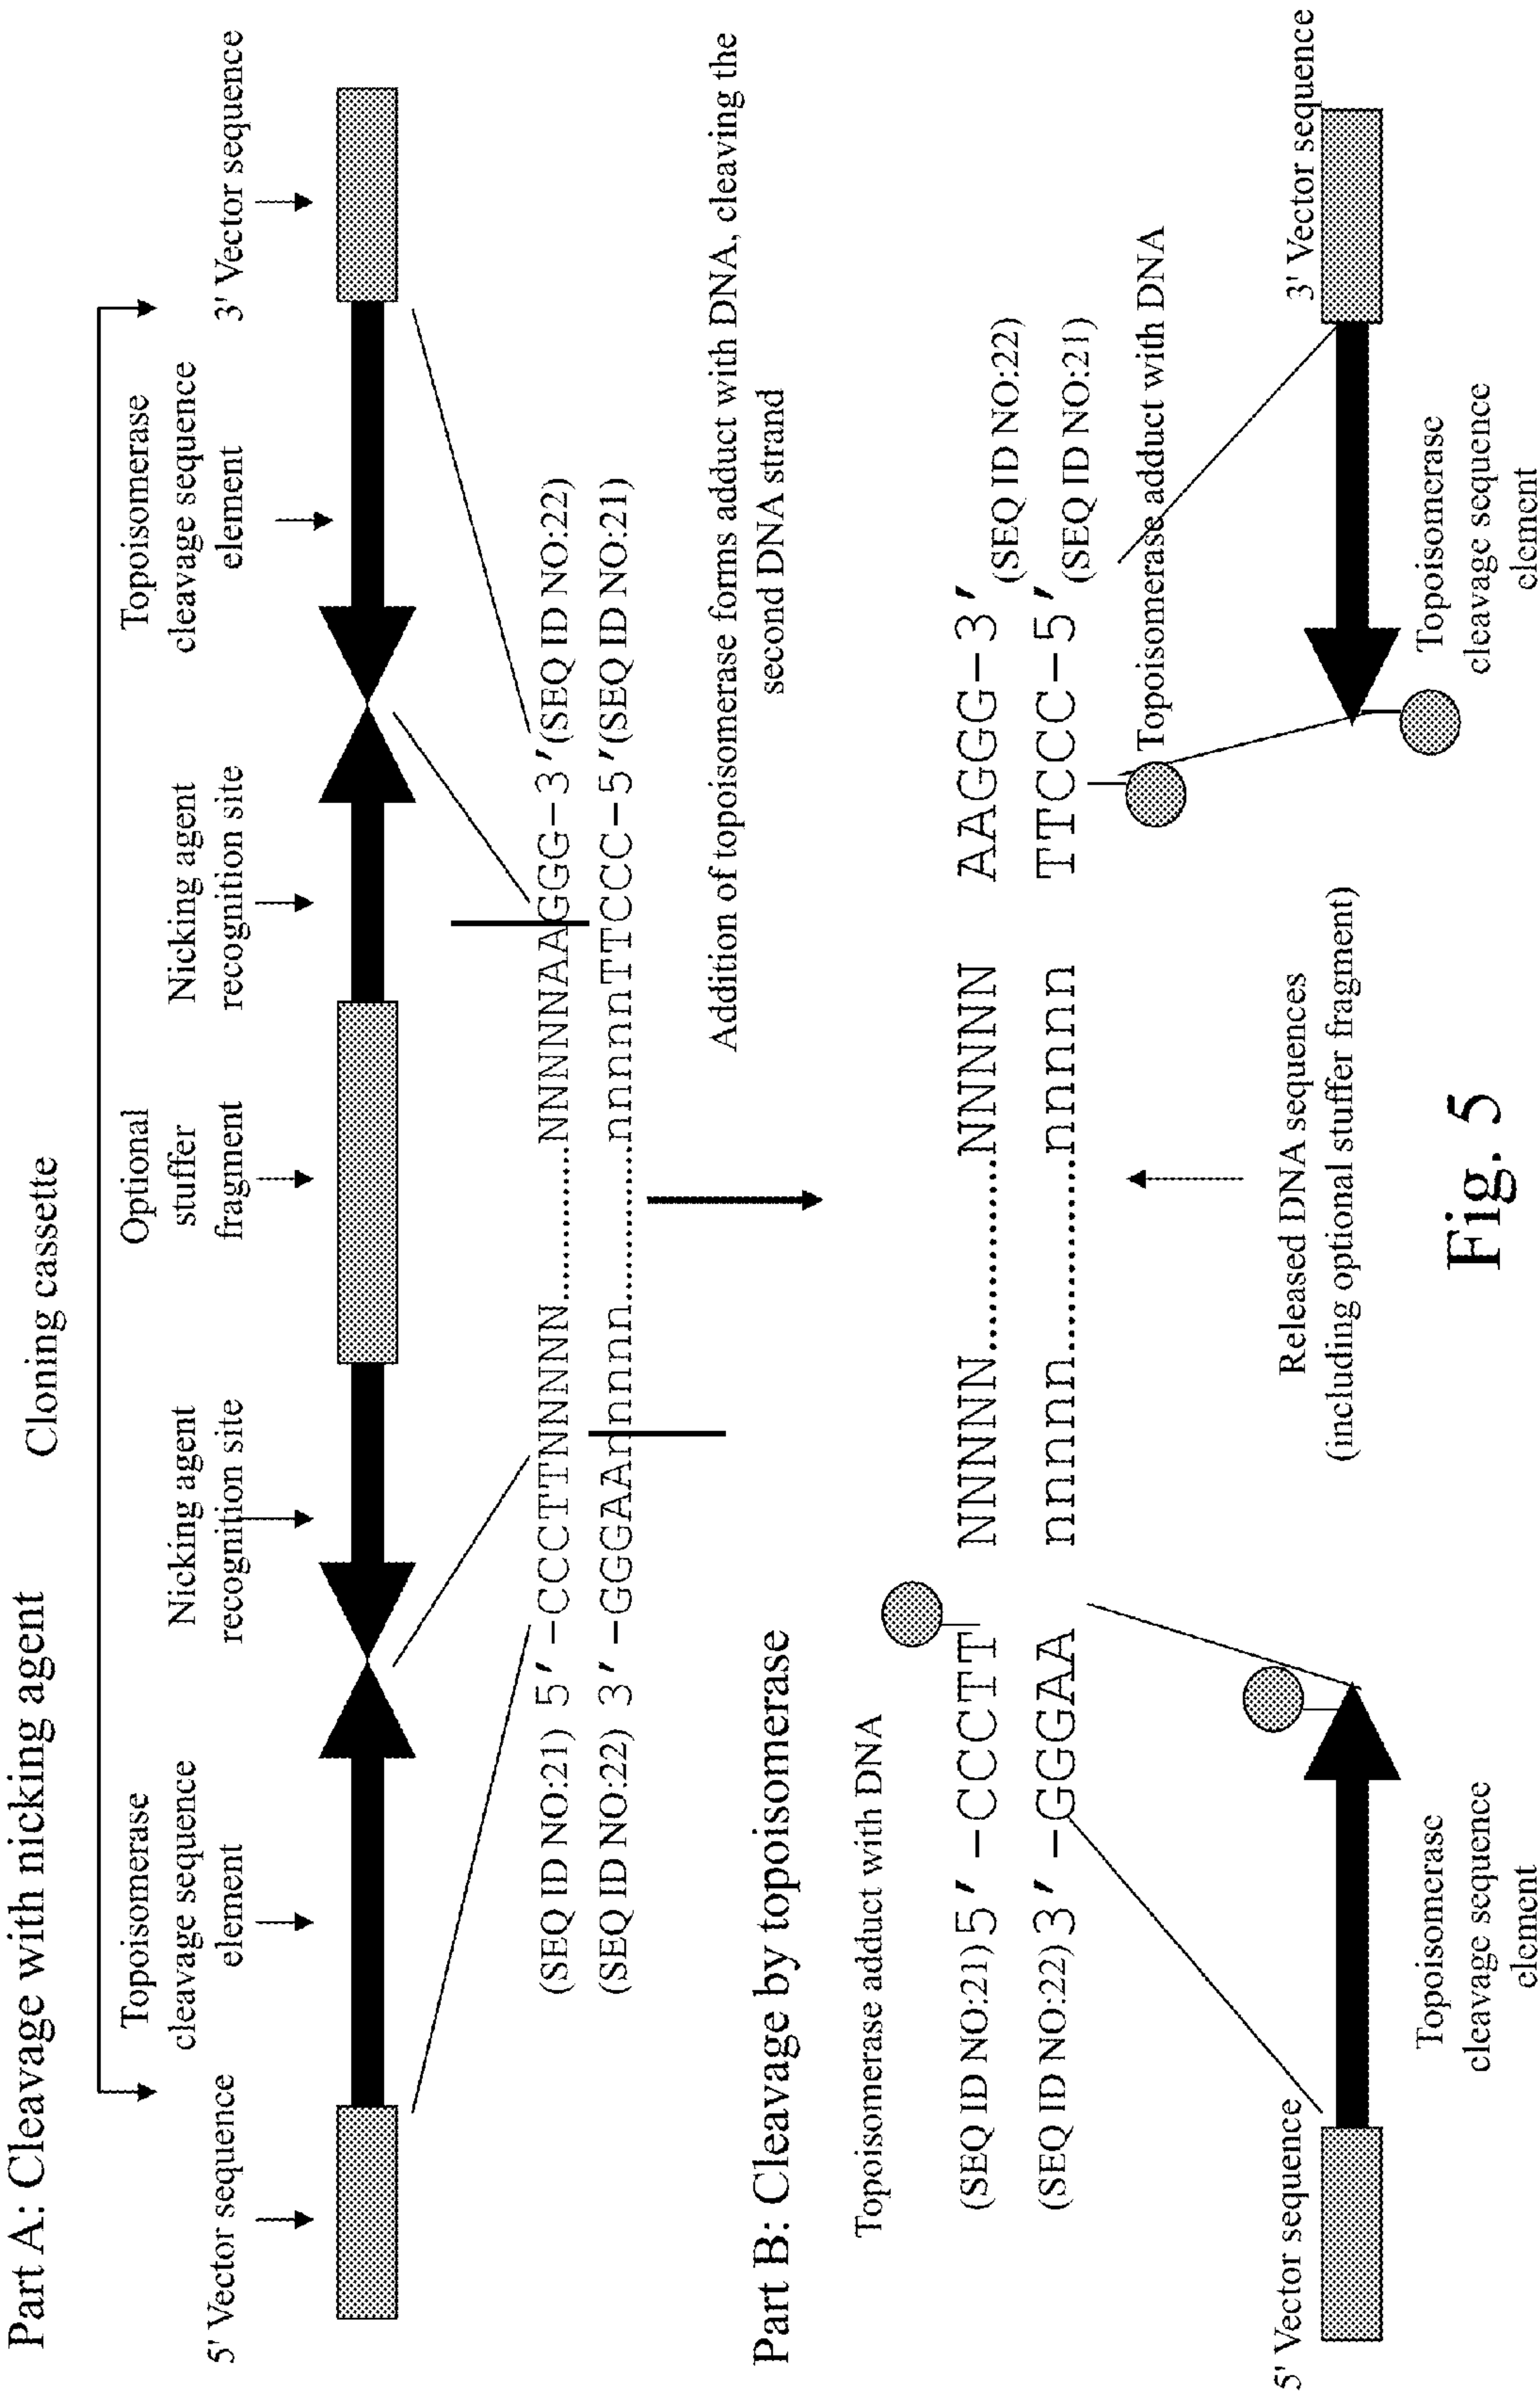 Part A: Cleavage with nicking agent
Cloning cassette
5' Vector sequence
Topoisomerase
cleavage sequence
element
Nicking agent
recognition site
Optional
stuffer
fragment
Nicking agent
recognition site
Topoisomerase
cleavage sequence
element
3' Vector sequence
(SEQ ID NO:21) 5'-CCCTTNNNNN............NNNNNAAGGG-3'(SEQ ID NO:22)
(SEQ ID NO:22) 3'-GGGAAnnnnn............nnnnnTTCCC-5'(SEQ ID NO:21)
Addition of topoisomerase forms adduct with DNA, cleaving the
second DNA strand
Part B: Cleavage by topoisomerase
Topoisomerase adduct with DNA
(SEQ ID NO:21) 5'-CCCTT NNNNN............NNNNN AAGGG-3' (SEQ ID NO:22)
(SEQ ID NO:22) 3'-GGGAA nnnnn............nnnnn TTCCC-5' (SEQ ID NO:21)
Topoisomerase adduct with DNA
Released DNA sequences
(including optional stuffer fragment)
5' Vector sequence
3' Vector sequence
Topoisomerase
cleavage sequence
element
Topoisomerase
cleavage sequence
element
Fig. 5